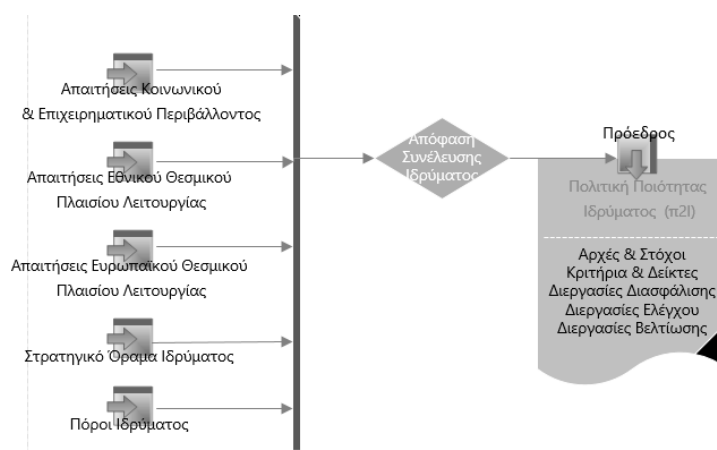 Απαιτήσεις Κοινωνικού
& Επιχειρηματικού Περιβάλλοντος
Απαιτήσεις Εθνικού Θεσμικού
Πλαισίου Λειτουργίας
Απαιτήσεις Ευρωπαϊκού Θεσμικού
Πλαισίου Λειτουργίας
Στρατηγικό Όραμα Ιδρύματος
Πόροι Ιδρύματος
Απόφαση
Συνέλευσης
Ιδρύματος
Πρόεδρος
Πολιτική Ποιότητας
Ιδρύματος (π2Ι)
Αρχές & Στόχοι
Κριτήρια & Δείκτες
Διεργασίες Διασφάλισης
Διεργασίες Ελέγχου
Διεργασίες Βελτίωσης